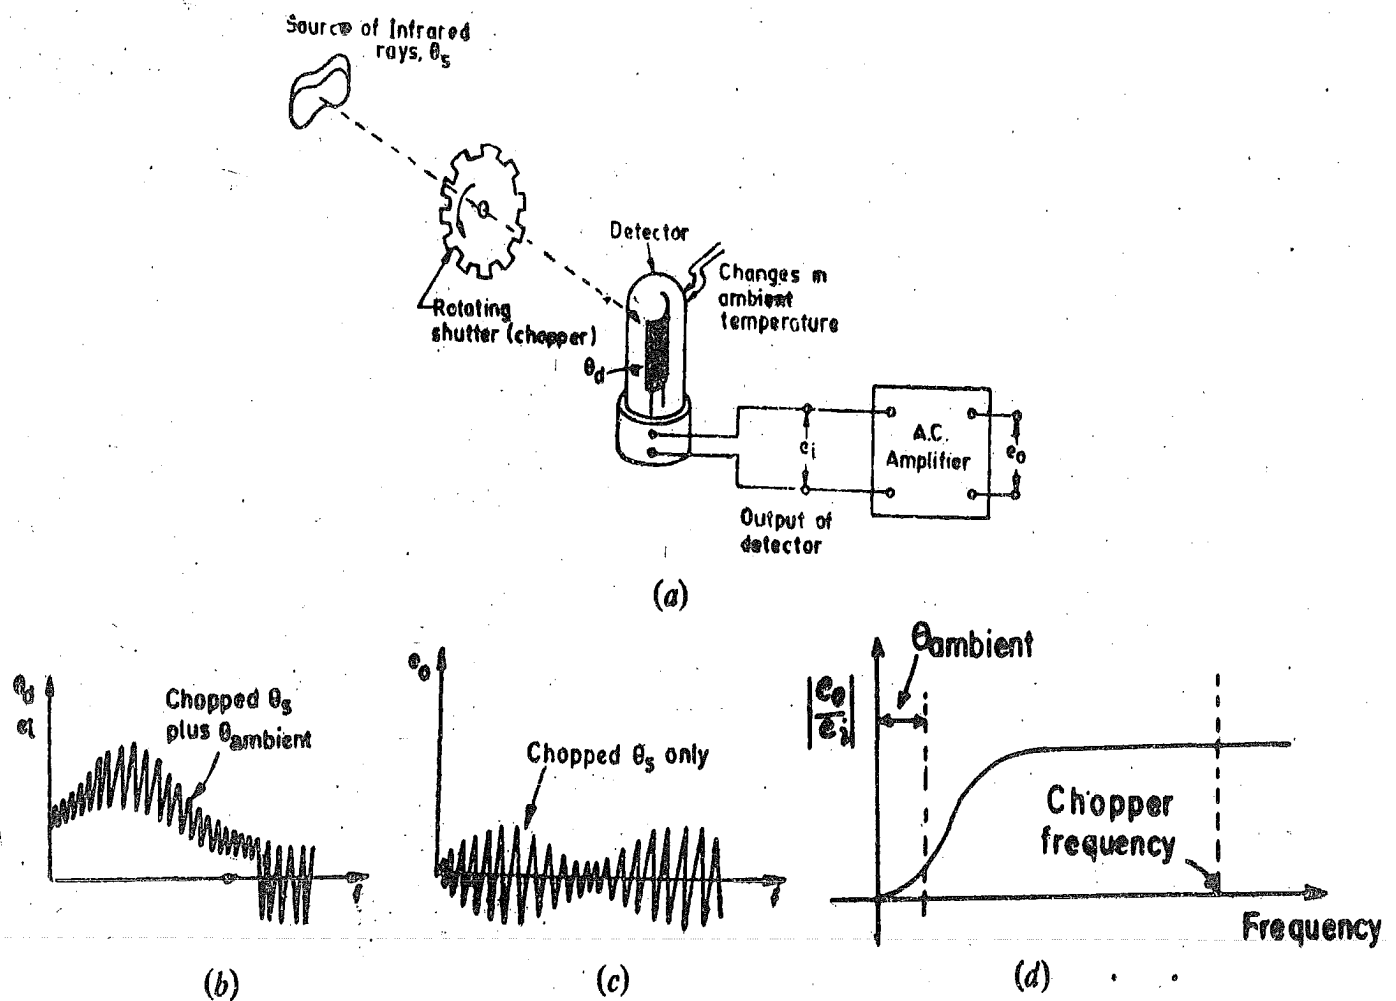 Source of Infrared
rays, θs
Detector
Changes in
ambient
temperature
Rotating
shutter (chopper)
θd
ei
A.C.
Amplifier
eo
Output of
detector
(a)
θd
ei
Chopped θs
plus θambient
t
(b)
eo
Chopped θs only
t
(c)
|eo/ei|
θambient
Chopper
frequency
Frequency
(d)